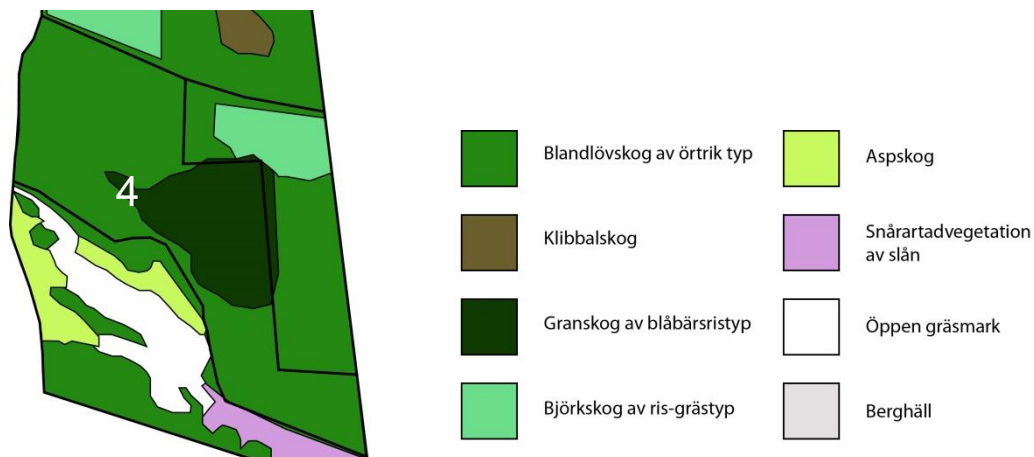 4
Blandlövskog av örtrik typ
Klibbalskog
Granskog av blåbärsristyp
Björkskog av ris-grästyp
Aspskog
Snårartadvegetation
av slån
Öppen gräsmark
Berghäll